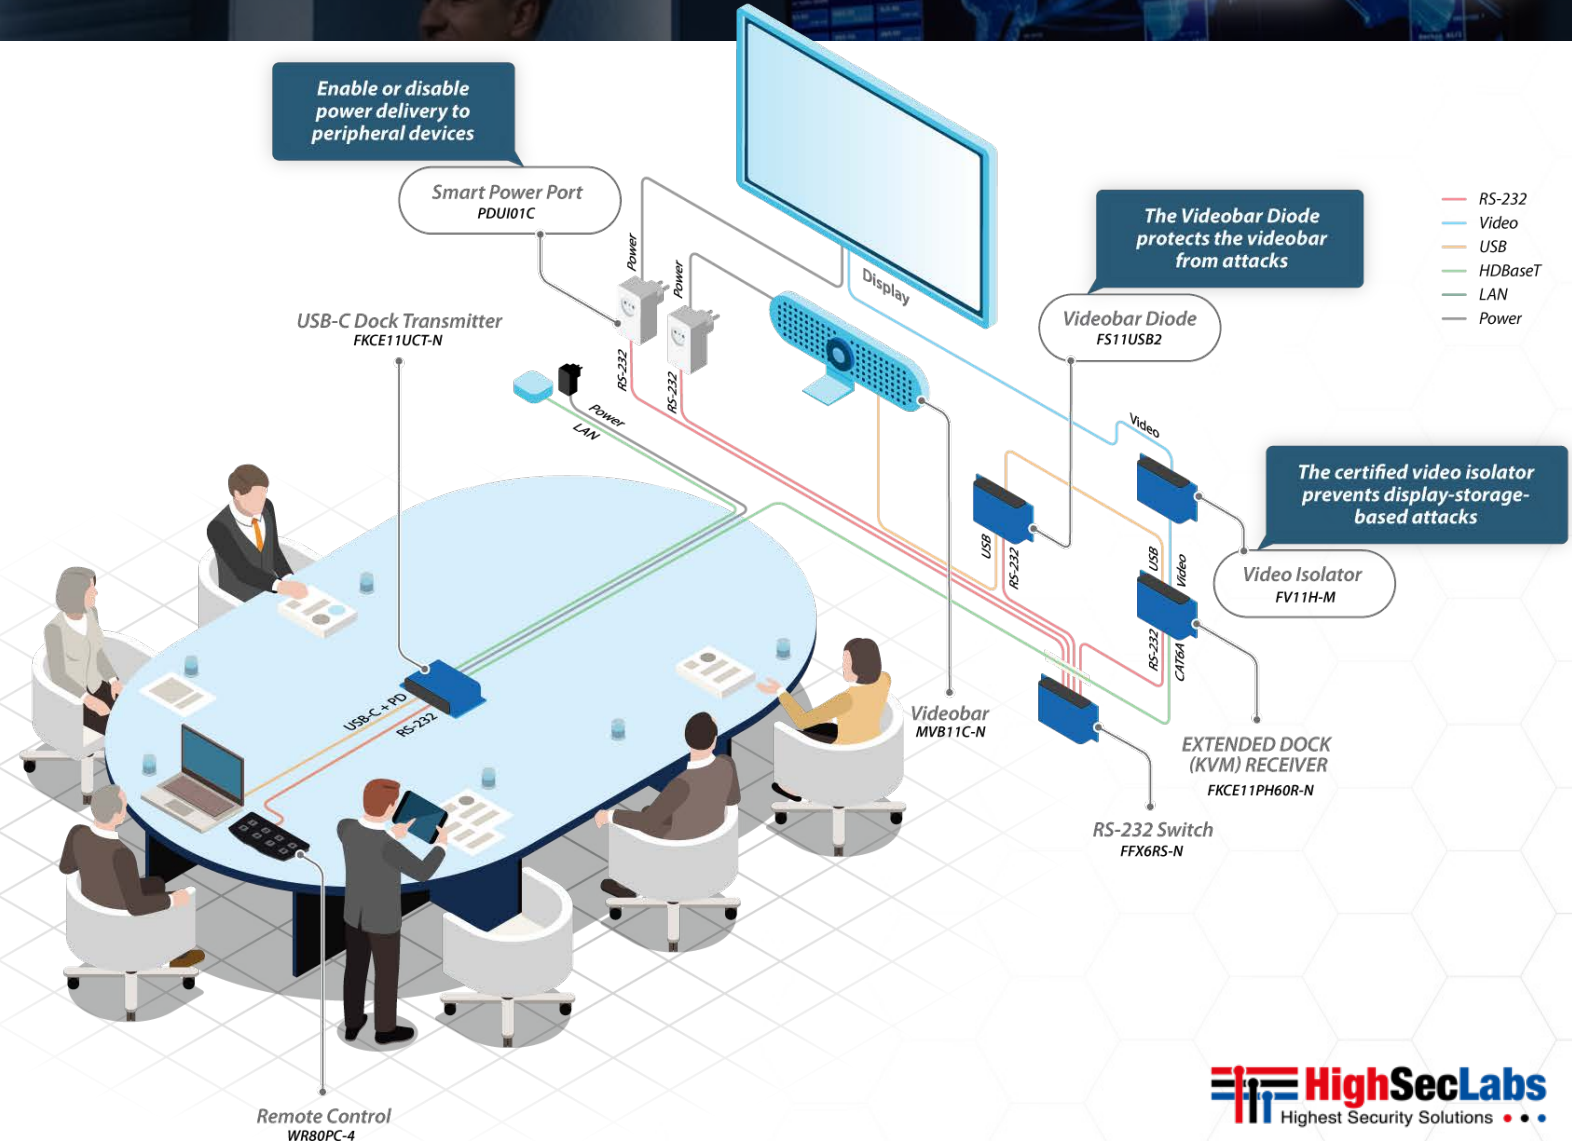 Enable or disable
power delivery to
peripheral devices
Smart Power Port
PDUI01C
Power
Power
Display
The Videobar Diode
protects the videobar
from attacks
RS-232
Video
USB
HDBaseT
LAN
Power
Videobar Diode
FS11USB2
USB-C Dock Transmitter
FKCE11UCT-N
RS-232
RS-232
Power
LAN
Video
The certified video isolator
prevents display-storage-
based attacks
USB
RS-232
USB
Video
Video Isolator
FV11H-M
RS-232
CAT6A
USB-C + PD
RS-232
Videobar
MVB11C-N
EXTENDED DOCK
(KVM) RECEIVER
FKCE11PH60R-N
RS-232 Switch
FFX6RS-N
Remote Control
WR80PC-4
HighSecLabs
Highest Security Solutions